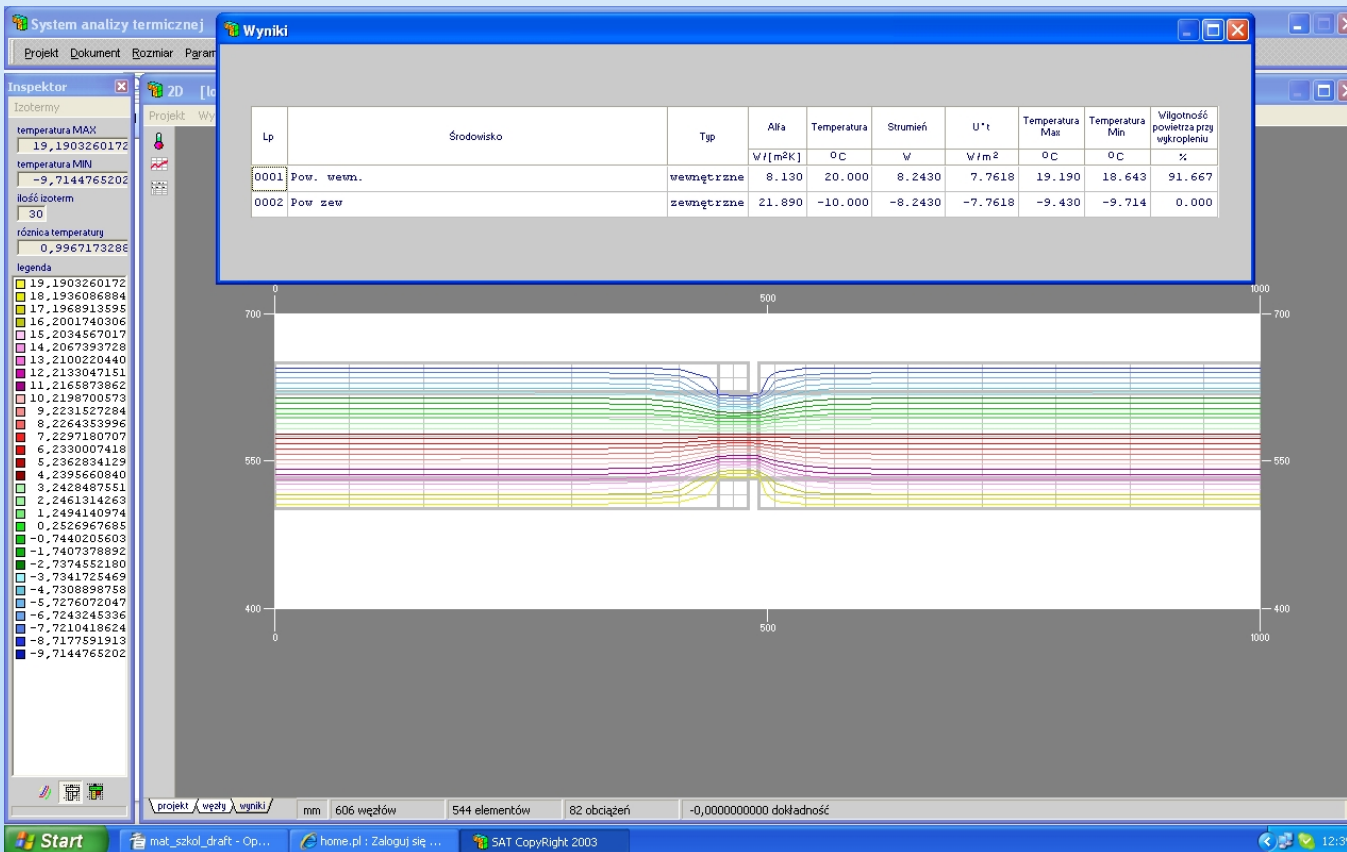 System analizy termicznej
Projekt Dokument Rozmiar Param
Wyniki
Lp Środowisko Typ Alfa Temperatura Strumień U*t Temperatura Max Temperatura Min Wilgotność powietrza przy wykropleniu
W/[m²K] °C W W/m² °C °C %
0001 Pow. wewn. wewnętrzne 8.130 20.000 8.2430 7.7618 19.190 18.643 91.667
0002 Pow zew zewnętrzne 21.890 -10.000 -8.2430 -7.7618 -9.430 -9.714 0.000
Inspektor
Izotermy
temperatura MAX
19,1903260172
temperatura MIN
-9,7144765202
ilość izoterm
30
różnica temperatury
0,9967173288
legenda
19,1903260172
18,1936086884
17,1968913595
16,2001740306
15,2034567017
14,2067393728
13,2100220440
12,2133047151
11,2165873862
10,2198700573
9,2231527284
8,2264353996
7,2297180707
6,2330007418
5,2362834129
4,2395660840
3,2428487551
2,2461314263
1,2494140974
0,2526967685
-0,7440205603
-1,7407378892
-2,7374552180
-3,7341725469
-4,7308898758
-5,7276072047
-6,7243245336
-7,7210418624
-8,7177591913
-9,7144765202
2D
Projekt
0 500 1000
700 700
550 550
400 400
0 500 1000
projekt węzły wyniki
mm 606 węzłów 544 elementów 82 obciążeń -0,0000000000 dokładność
Start mat_szkol_draft - Op... home.pl : Zaloguj się ... SAT CopyRight 2003